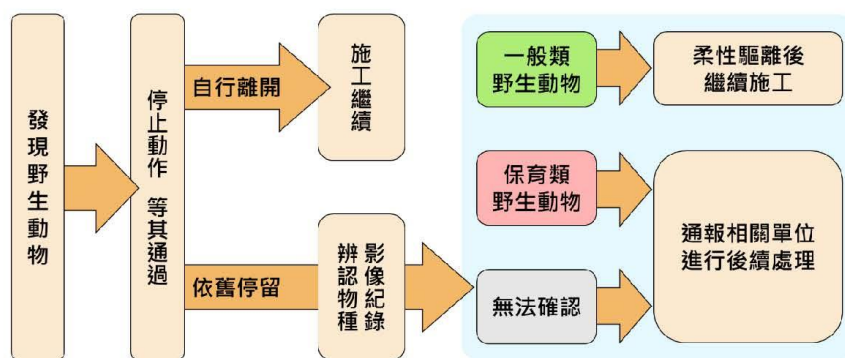 發現野生動物
停止動作 等其通過
自行離開
施工繼續
依舊停留
影像紀錄
辨認物種
一般類
野生動物
柔性驅離後
繼續施工
保育類
野生動物
無法確認
通報相關單位
進行後續處理